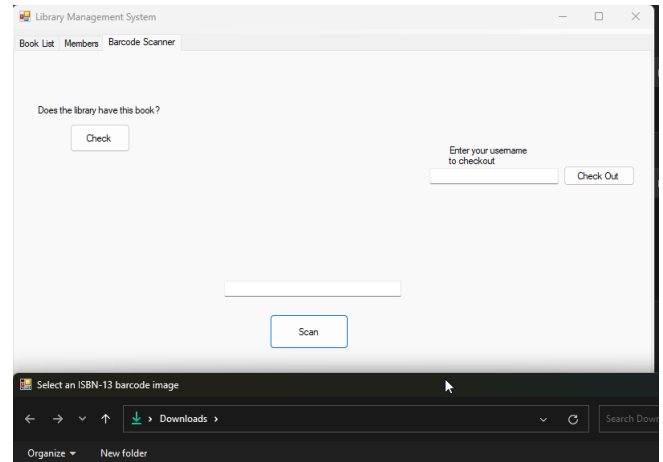 Library Management System
Book List Members Barcode Scanner
Does the library have this book?
Check
Enter your username
to checkout
Check Out
Scan
Select an ISBN-13 barcode image
Downloads
Search Down
Organize
New folder